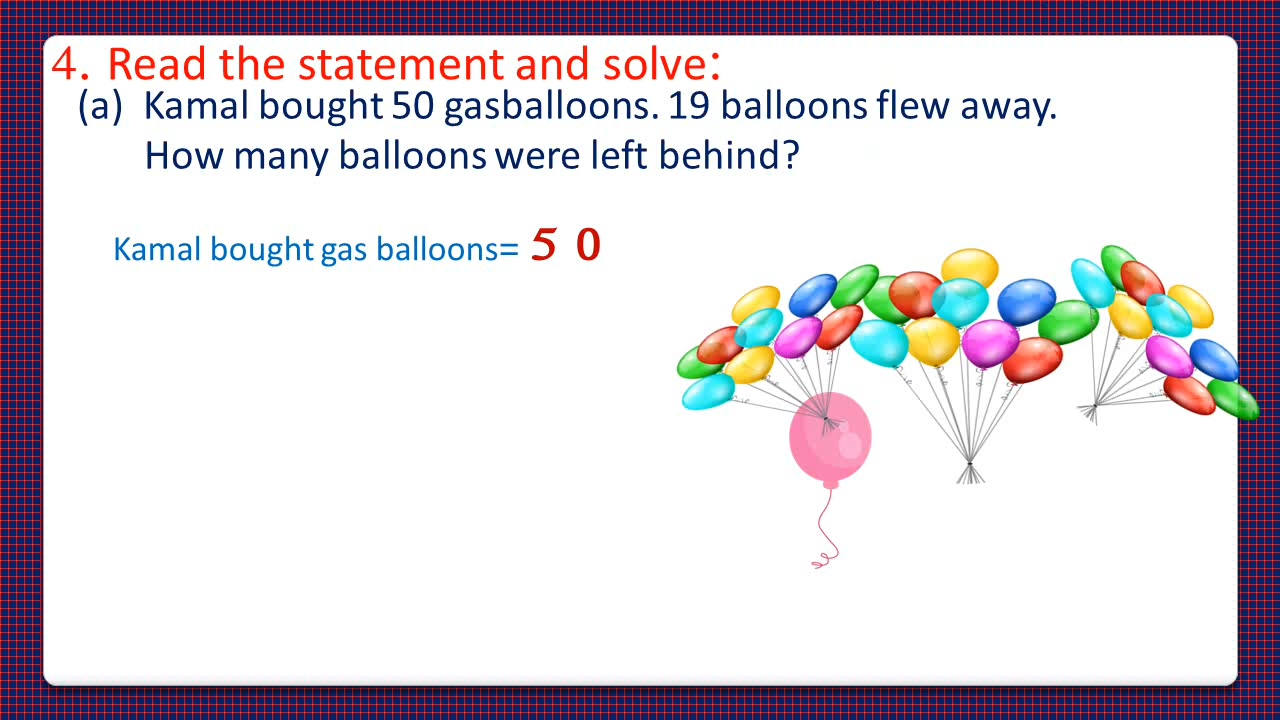 4. Read the statement and solve:
(a) Kamal bought 50 gasballoons. 19 balloons flew away.
How many balloons were left behind?
Kamal bought gas balloons= 5 0